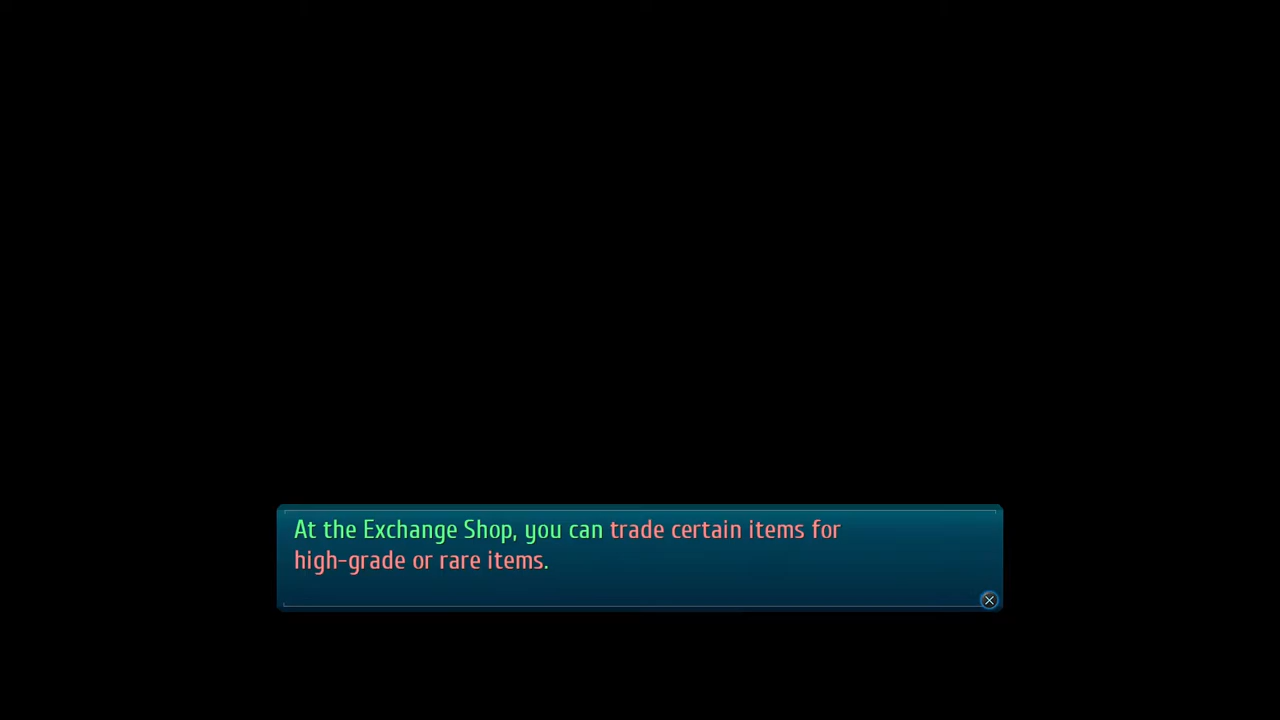 At the Exchange Shop, you can trade certain items for
high-grade or rare items.